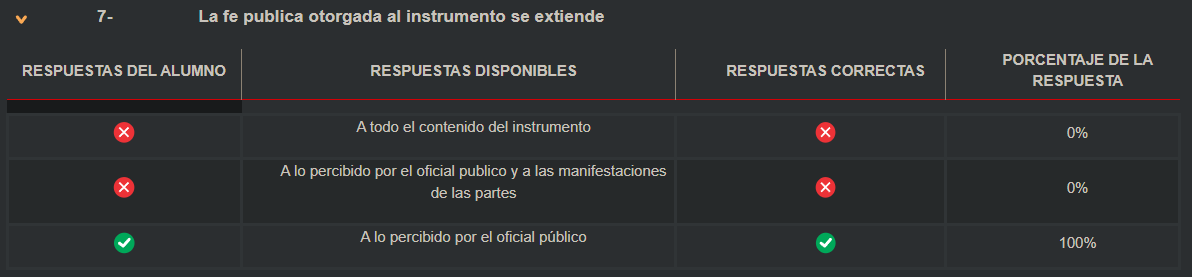 7- La fe publica otorgada al instrumento se extiende
RESPUESTAS DEL ALUMNO RESPUESTAS DISPONIBLES RESPUESTAS CORRECTAS PORCENTAJE DE LA
RESPUESTA
A todo el contenido del instrumento 0%
A lo percibido por el oficial publico y a las manifestaciones
de las partes 0%
A lo percibido por el oficial público 100%